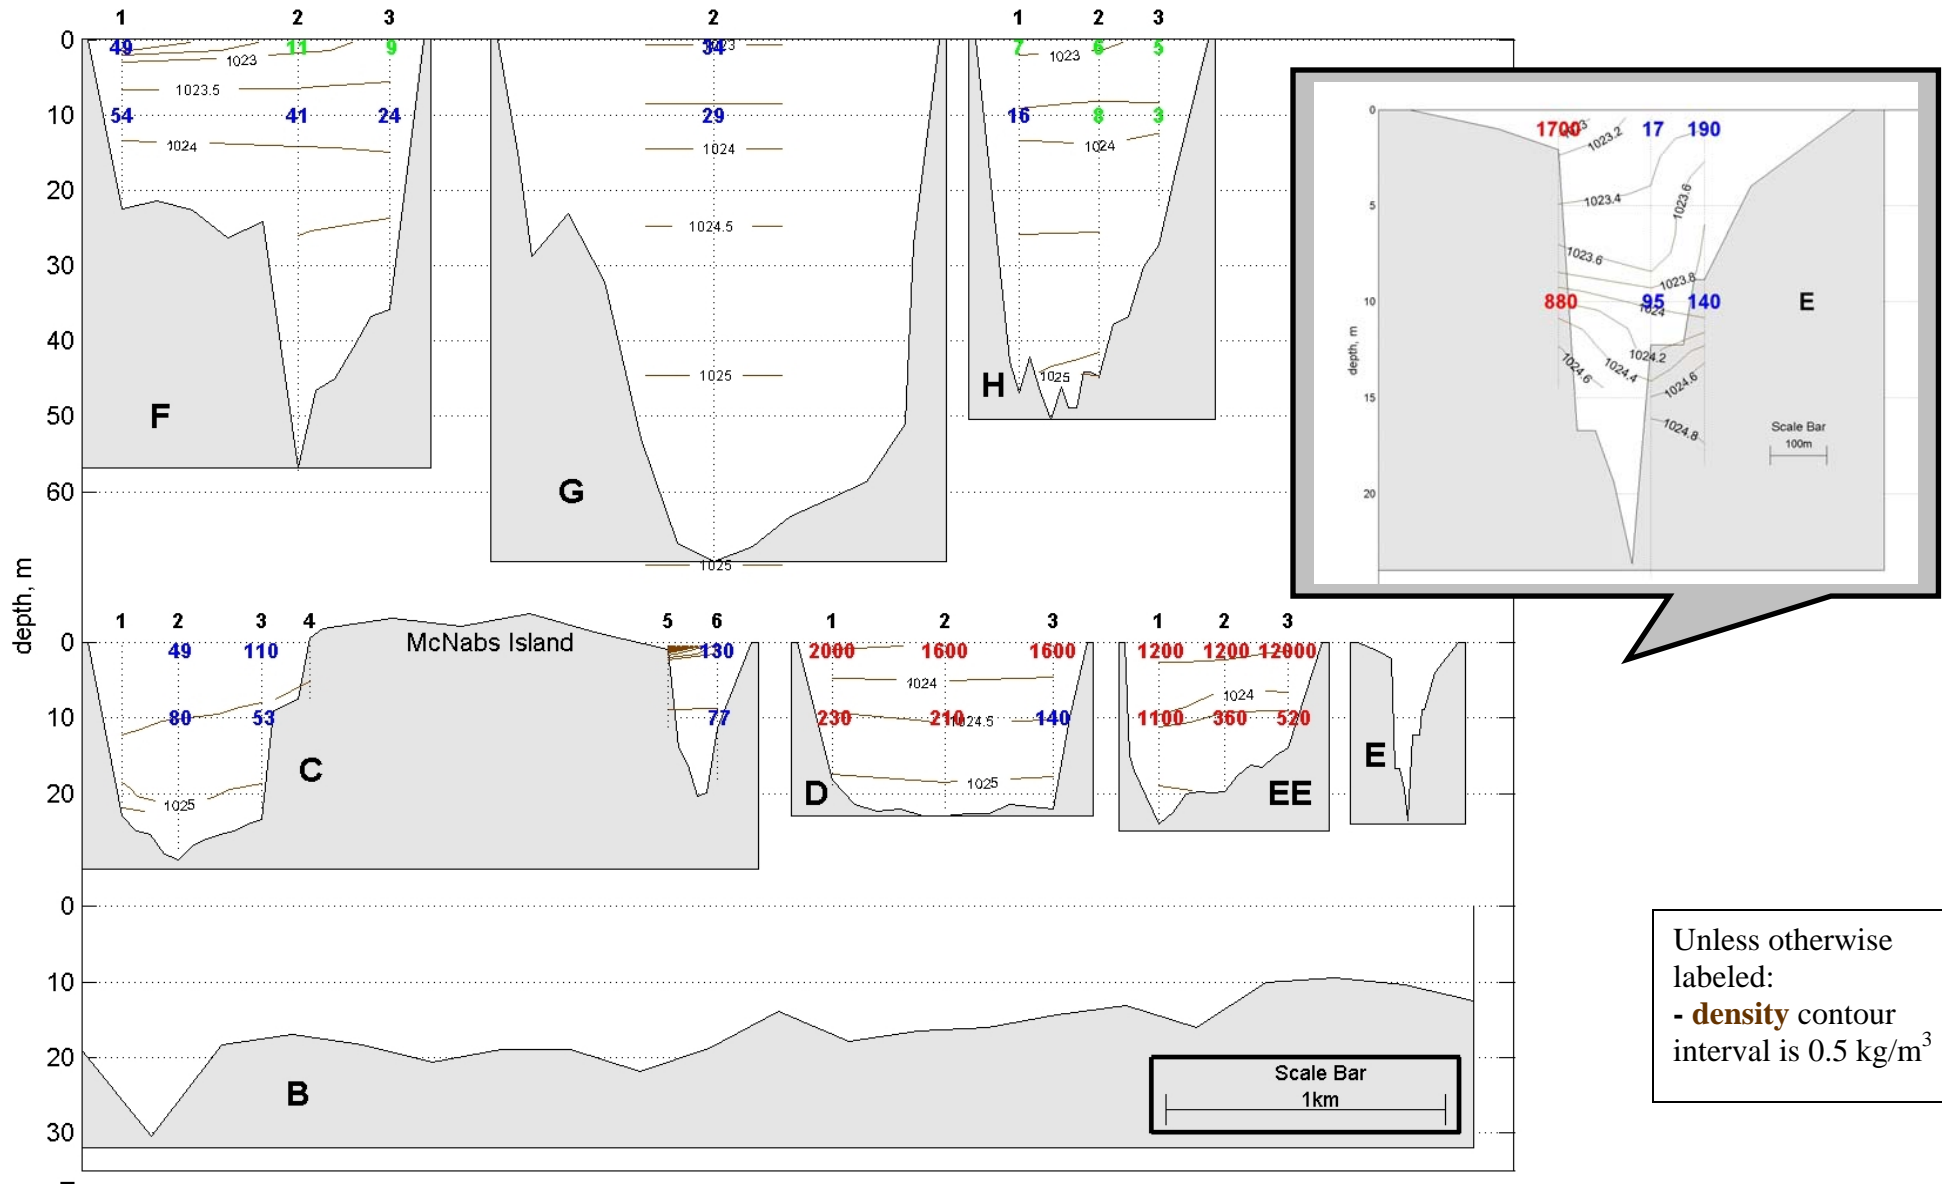 1 2 3 2 1 2 3
0 49 11 9 34 1023 7 6 5
1023 1023
1023.5
10 54 41 24 29 16 8 3
1024 1024 1024
20
1024.5
30
40
1025 1025
H
50
F
60
G
1025
depth, m
0 1700 1023 17 190
1023.2
5 1023.4 1023.6
1023.6 1023.8
10 880 95 140 E
1024
1024.2
1024.6 1024.4 1024.6
15 1024.8
Scale Bar
100m
20
depth, m
1 2 3 4 5 6 1 2 3 1 2 3
McNabs Island
0 49 110 130 2000 1600 1600 1200 1200 12000
1024 1024
10 80 53 77 230 210 1024.5 140 1100 360 520
C E
20 1025 D 1025 EE
0
10
20
B
30
Scale Bar
1km
Unless otherwise
labeled:
- density contour
interval is 0.5 kg/m³